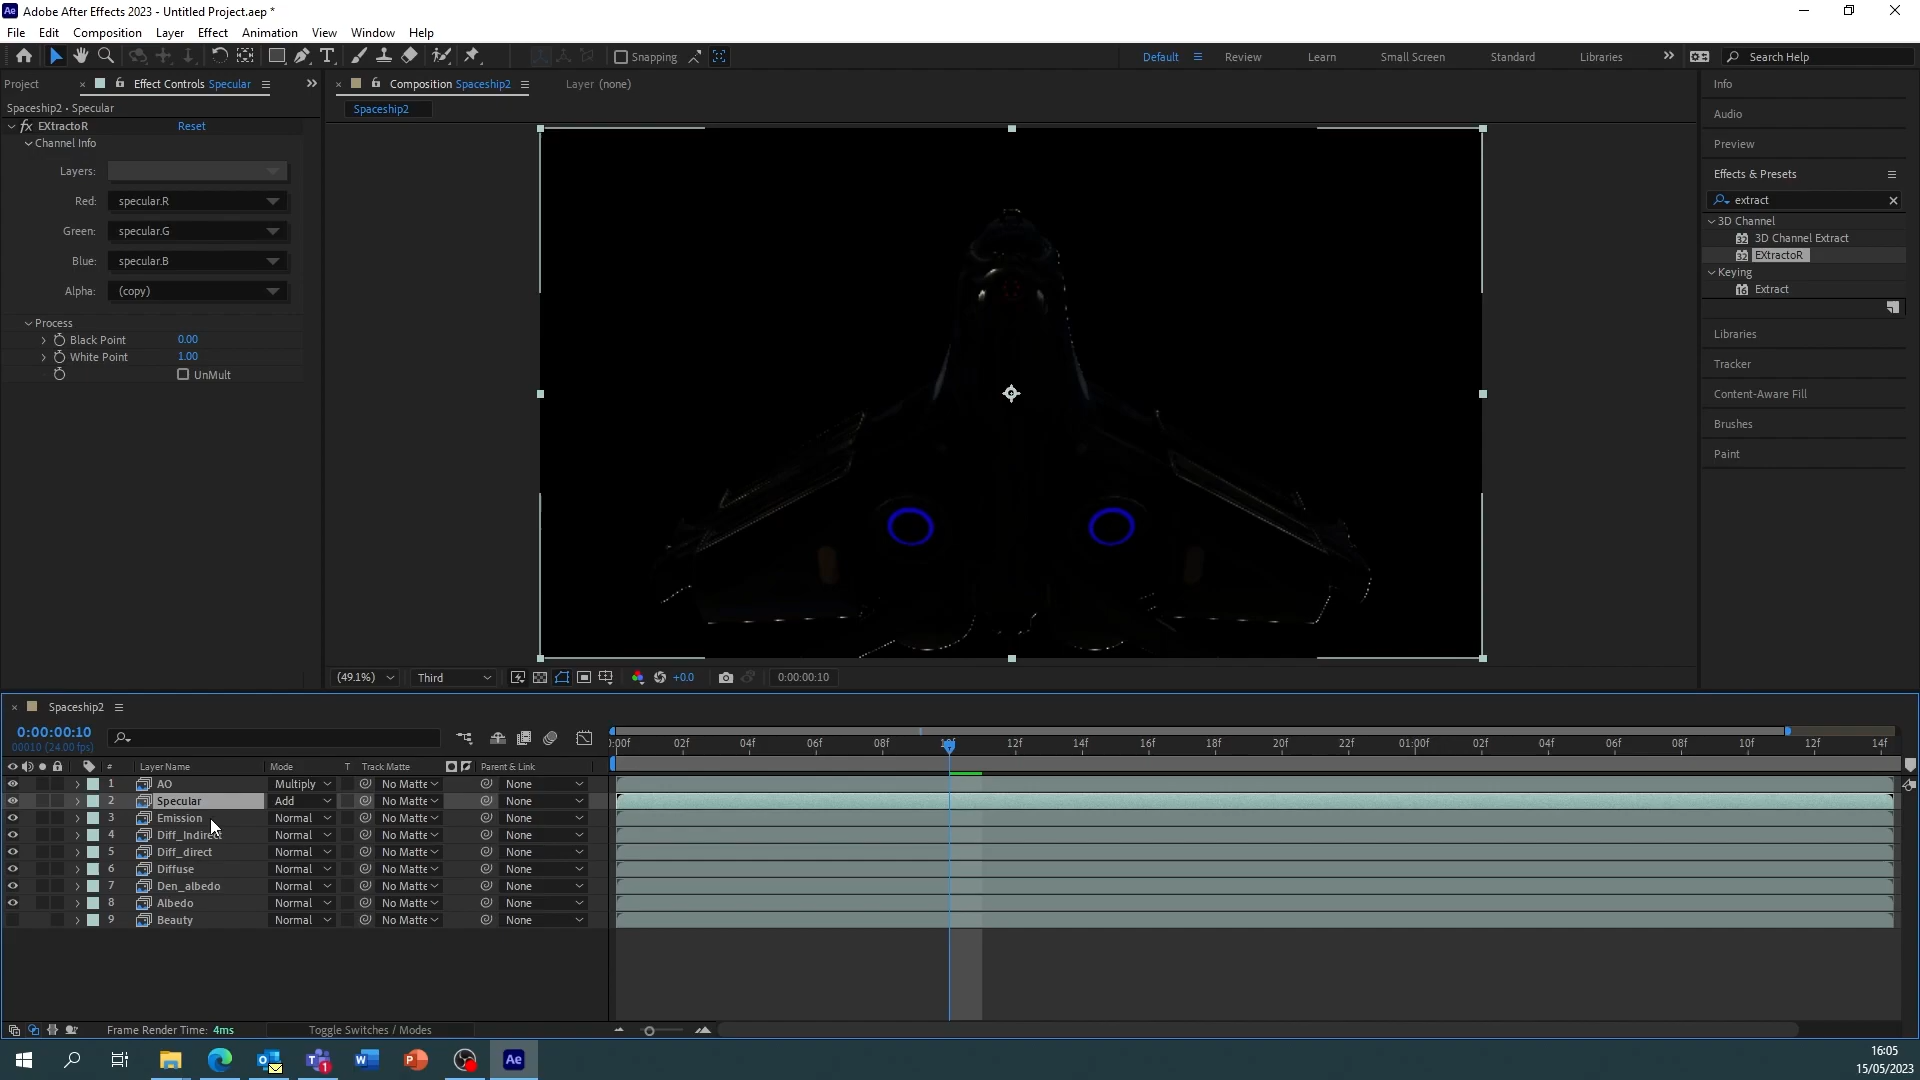 Adobe After Effects 2023 - Untitled Project.aep *
File Edit Composition Layer Effect Animation View Window Help
Snapping Default Review Learn Small Screen Standard Libraries Search Help
Project Effect Controls Specular Composition Spaceship2 Layer (none)
Spaceship2 • Specular
Spaceship2
fx EXtractoR Reset
Channel Info
Layers:
Red: specular.R
Green: specular.G
Blue: specular.B
Alpha: (copy)
Process
Black Point 0.00
White Point 1.00
UnMult
Info
Audio
Preview
Effects & Presets
extract
3D Channel
32 3D Channel Extract
32 EXtractoR
Keying
16 Extract
Libraries
Tracker
Content-Aware Fill
Brushes
Paint
(49.1%) Third +0.0 0:00:00:10
Spaceship2
0:00:00:10
00010 (24.00 fps)
):00f 02f 04f 06f 08f 10f 12f 14f 16f 18f 20f 22f 01:00f 02f 04f 06f 08f 10f 12f 14f
# Layer Name Mode T Track Matte Parent & Link
1 AO Multiply No Matte None
2 Specular Add No Matte None
3 Emission Normal No Matte None
4 Diff_Indirect Normal No Matte None
5 Diff_direct Normal No Matte None
6 Diffuse Normal No Matte None
7 Den_albedo Normal No Matte None
8 Albedo Normal No Matte None
9 Beauty Normal No Matte None
Frame Render Time: 4ms Toggle Switches / Modes
16:05
15/05/2023